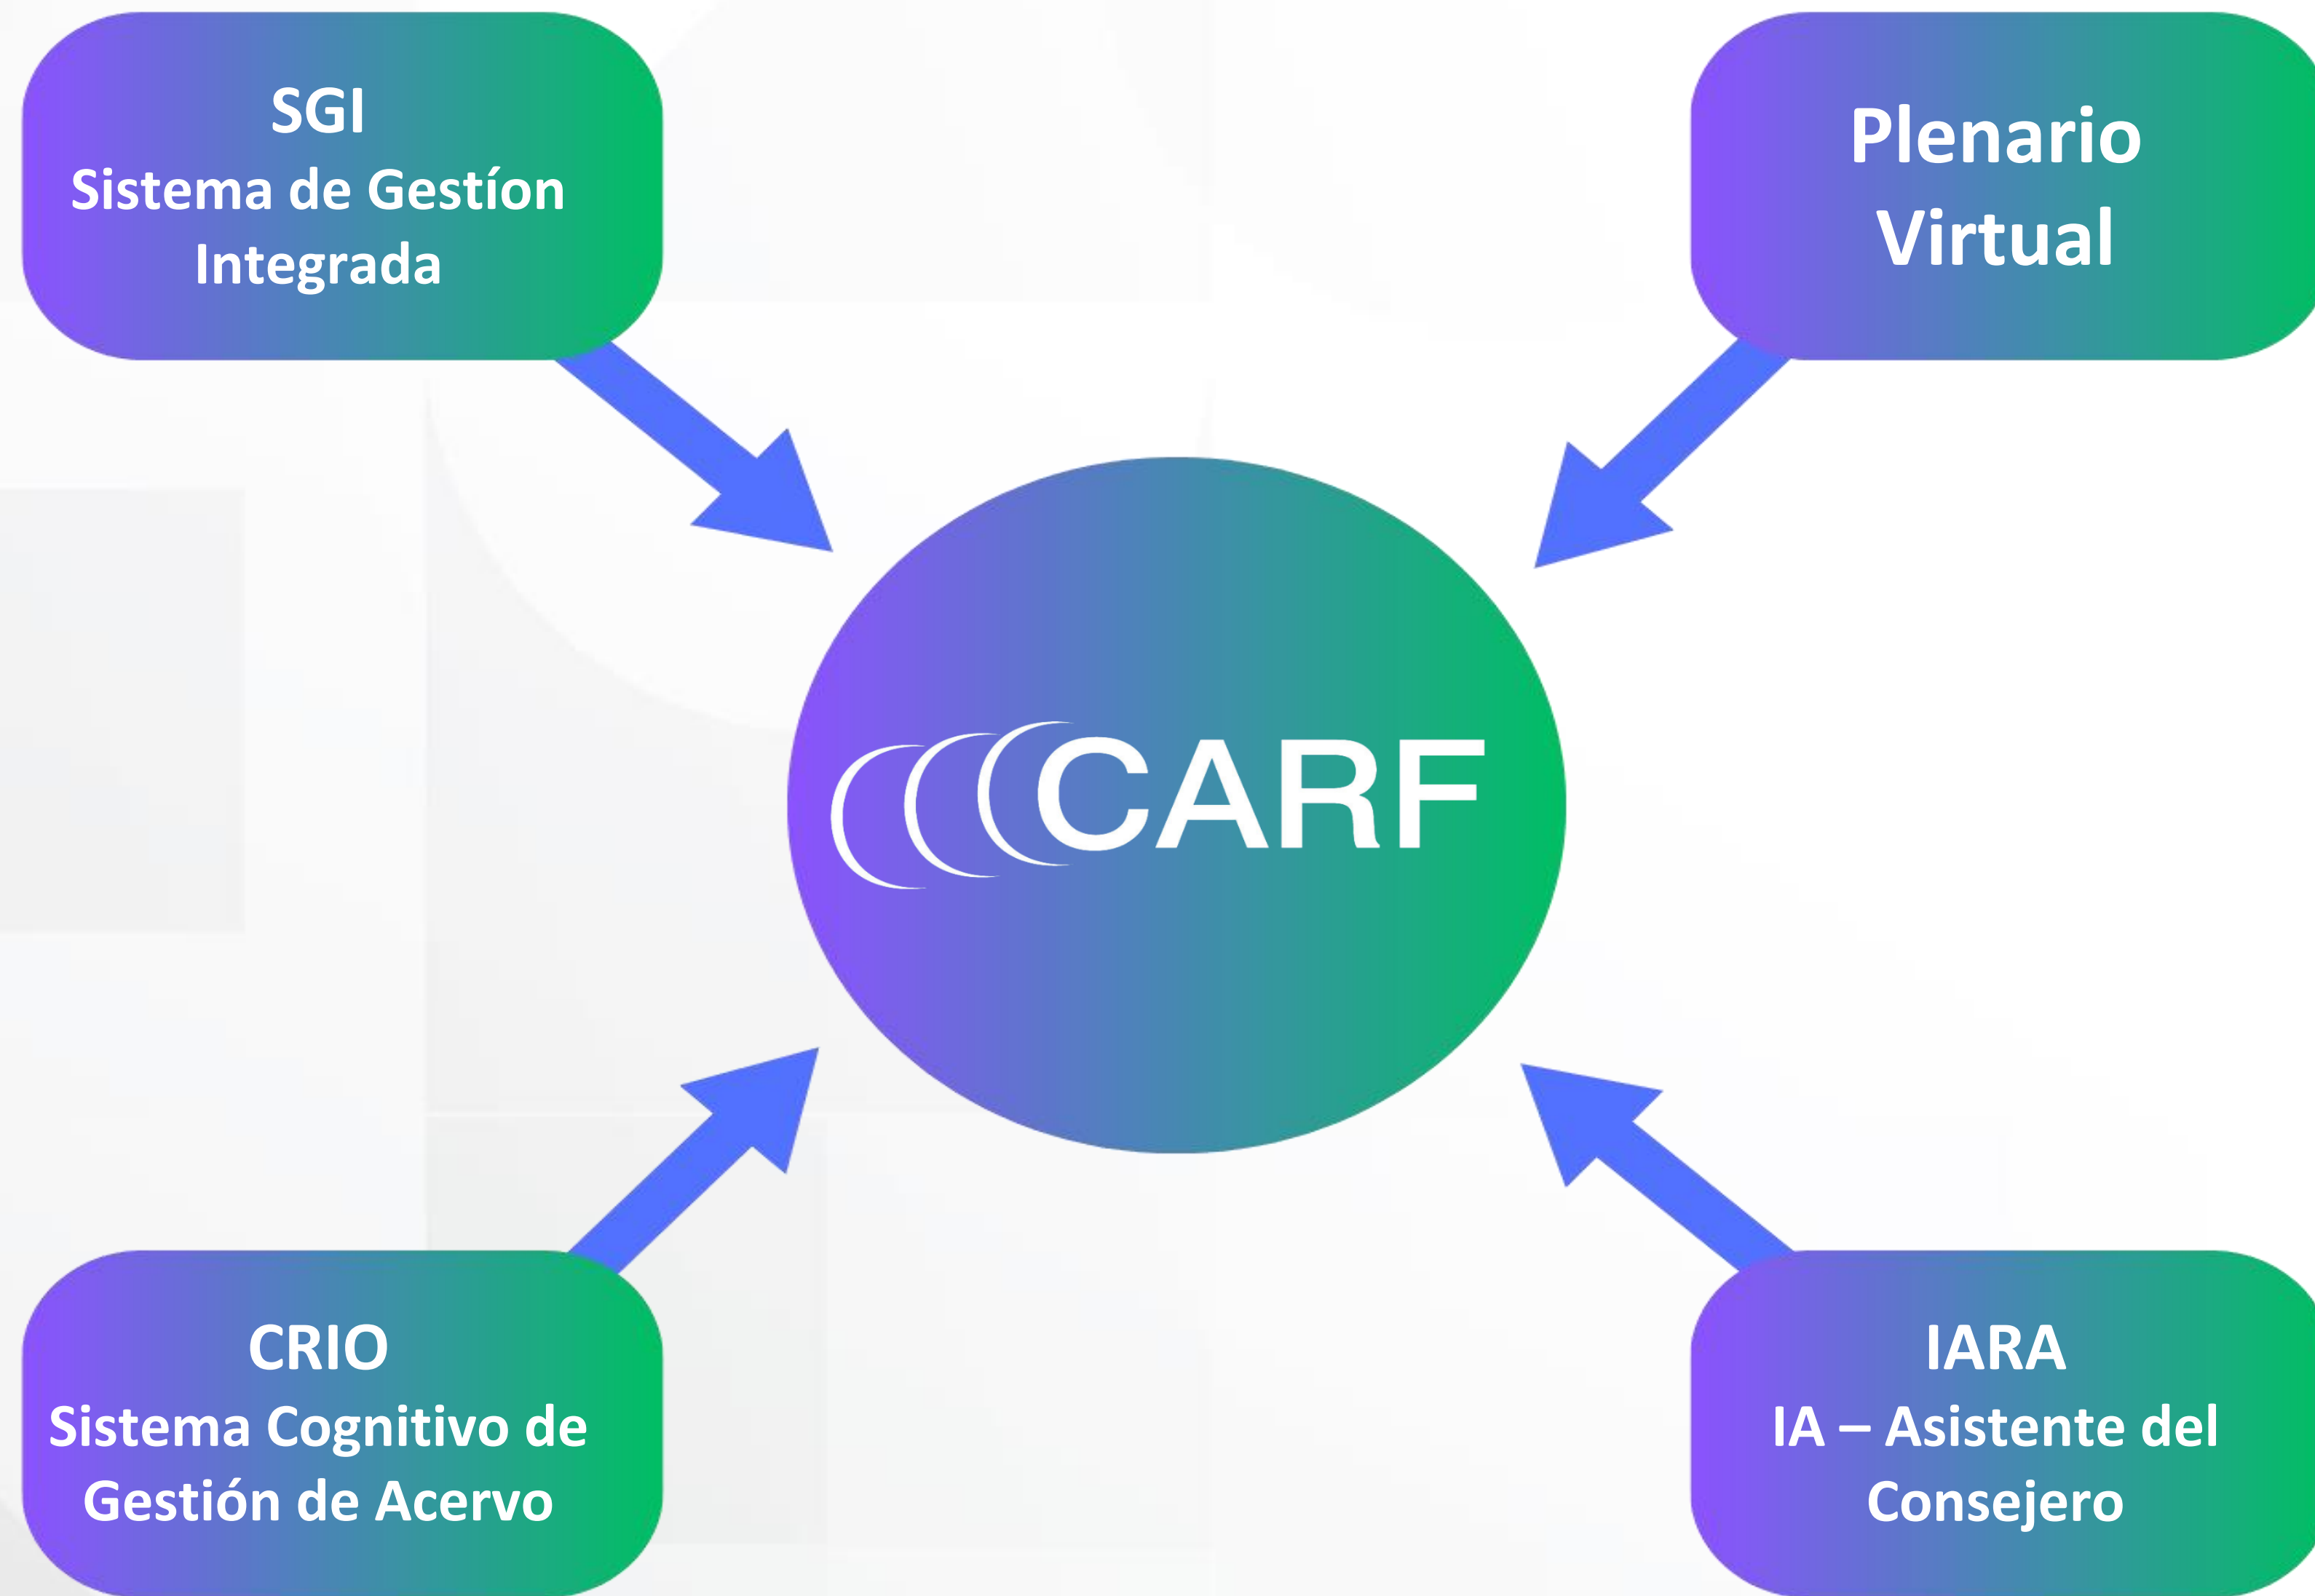 SGI
Sistema de Gestíon
Integrada
Plenario
Virtual
CARF
CRIO
Sistema Cognitivo de
Gestión de Acervo
IARA
IA – Asistente del
Consejero